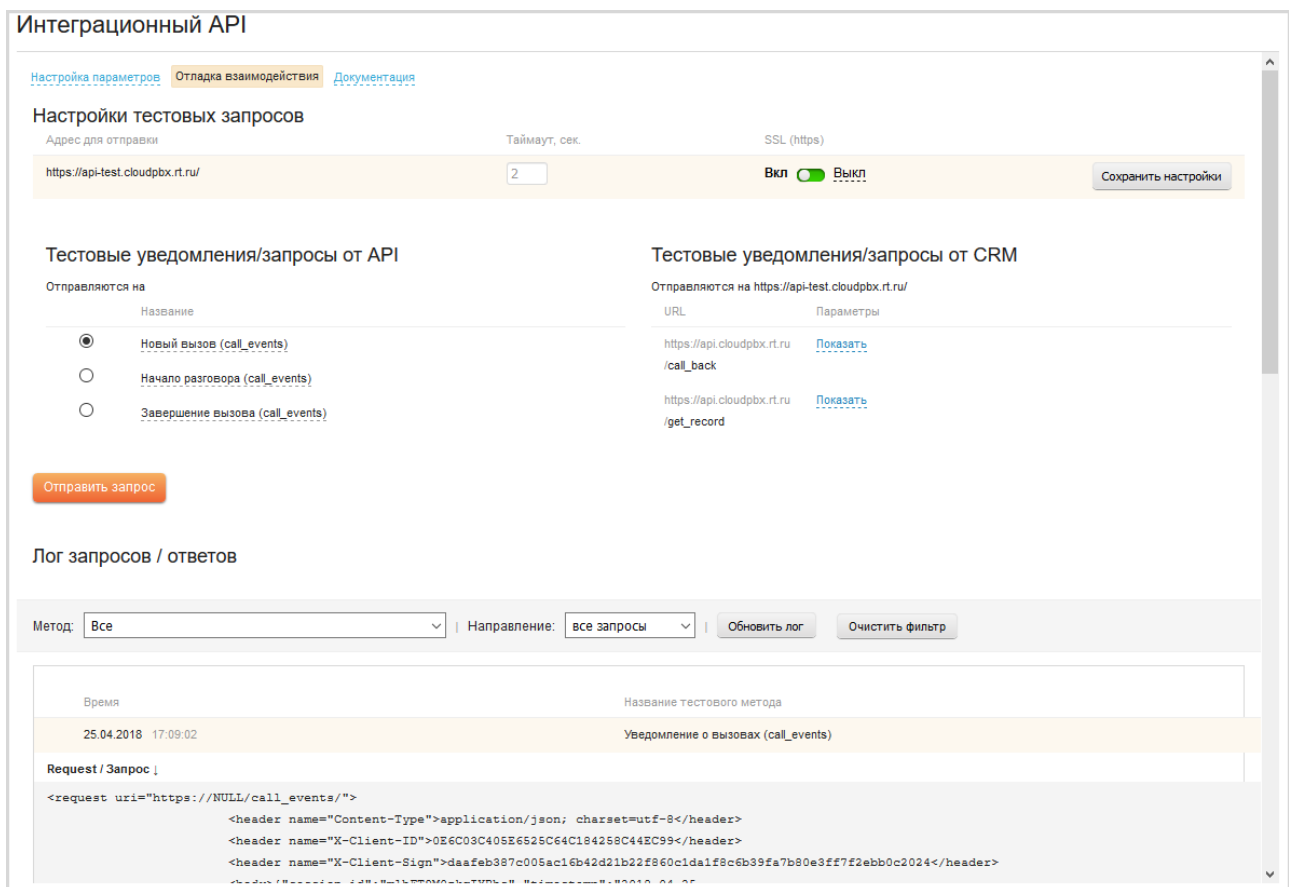 Интеграционный API
Настройка параметров Отладка взаимодействия Документация
Настройки тестовых запросов
Адрес для отправки Таймаут, сек. SSL (https)
https://api-test.cloudpbx.rt.ru/ 2 Вкл Выкл Сохранить настройки
Тестовые уведомления/запросы от API Тестовые уведомления/запросы от CRM
Отправляются на Отправляются на https://api-test.cloudpbx.rt.ru/
Название URL Параметры
Новый вызов (call_events) https://api.cloudpbx.rt.ru Показать
/call_back
Начало разговора (call_events)
Завершение вызова (call_events) https://api.cloudpbx.rt.ru Показать
/get_record
Отправить запрос
Лог запросов / ответов
Метод: Все | Направление: все запросы | Обновить лог Очистить фильтр
Время Название тестового метода
25.04.2018 17:09:02 Уведомление о вызовах (call_events)
Request / Запрос ↓
<request uri="https://NULL/call_events/">
<header name="Content-Type">application/json; charset=utf-8</header>
<header name="X-Client-ID">0E6C03C405E6525C64C184258C44EC99</header>
<header name="X-Client-Sign">daafeb387c005ac16b42d21b22f860c1da1f8c6b39fa7b80e3ff7f2ebb0c2024</header>